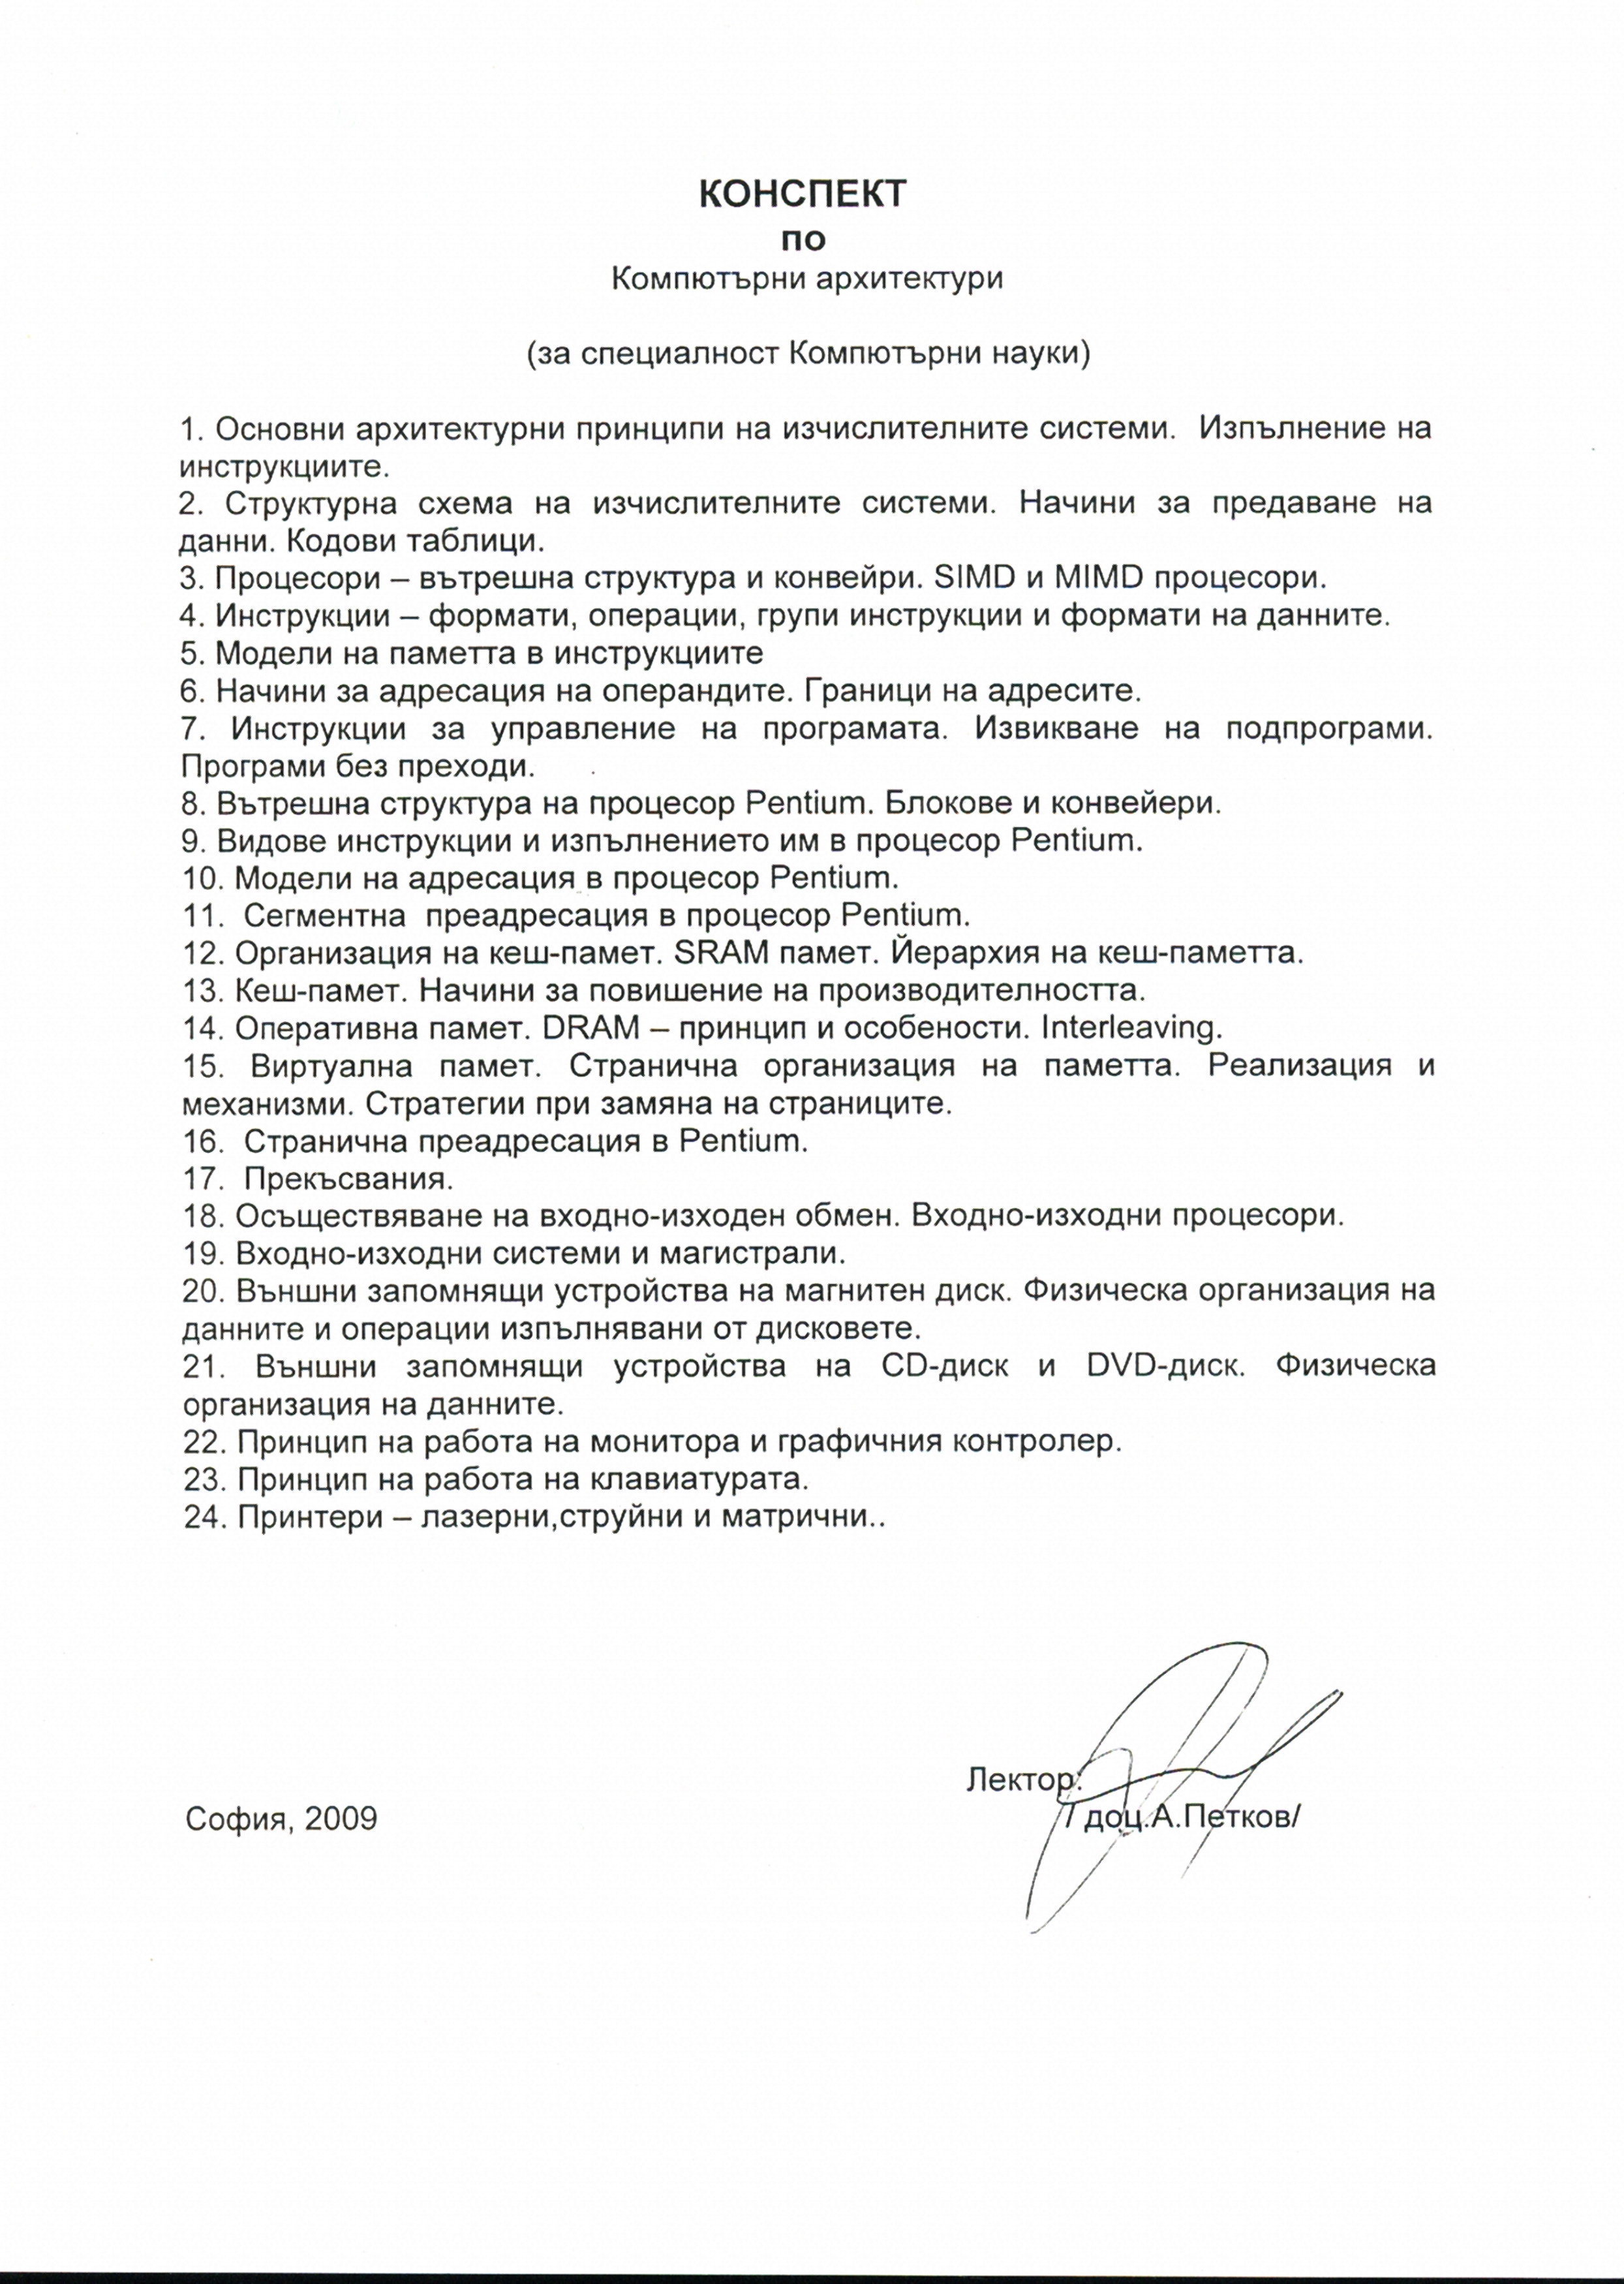 КОНСПЕКТ
по
Компютърни архитектури
(за специалност Компютърни науки)
1. Основни архитектурни принципи на изчислителните системи. Изпълнение на
инструкциите.
2. Структурна схема на изчислителните системи. Начини за предаване на
данни. Кодови таблици.
3. Процесори – вътрешна структура и конвейри. SIMD и MIMD процесори.
4. Инструкции – формати, операции, групи инструкции и формати на данните.
5. Модели на паметта в инструкциите
6. Начини за адресация на операндите. Граници на адресите.
7. Инструкции за управление на програмата. Извикване на подпрограми.
Програми без преходи.
8. Вътрешна структура на процесор Pentium. Блокове и конвейери.
9. Видове инструкции и изпълнението им в процесор Pentium.
10. Модели на адресация в процесор Pentium.
11. Сегментна преадресация в процесор Pentium.
12. Организация на кеш-памет. SRAM памет. Йерархия на кеш-паметта.
13. Кеш-памет. Начини за повишение на производителността.
14. Оперативна памет. DRAM – принцип и особености. Interleaving.
15. Виртуална памет. Странична организация на паметта. Реализация и
механизми. Стратегии при замяна на страниците.
16. Странична преадресация в Pentium.
17. Прекъсвания.
18. Осъществяване на входно-изходен обмен. Входно-изходни процесори.
19. Входно-изходни системи и магистрали.
20. Външни запомнящи устройства на магнитен диск. Физическа организация на
данните и операции изпълнявани от дисковете.
21. Външни запомнящи устройства на CD-диск и DVD-диск. Физическа
организация на данните.
22. Принцип на работа на монитора и графичния контролер.
23. Принцип на работа на клавиатурата.
24. Принтери – лазерни,струйни и матрични..
Лектор:
София, 2009 / доц.А.Петков/